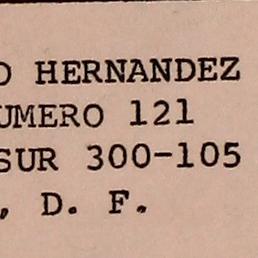 O HERNANDEZ
UMERO 121
SUR 300-105
, D. F.